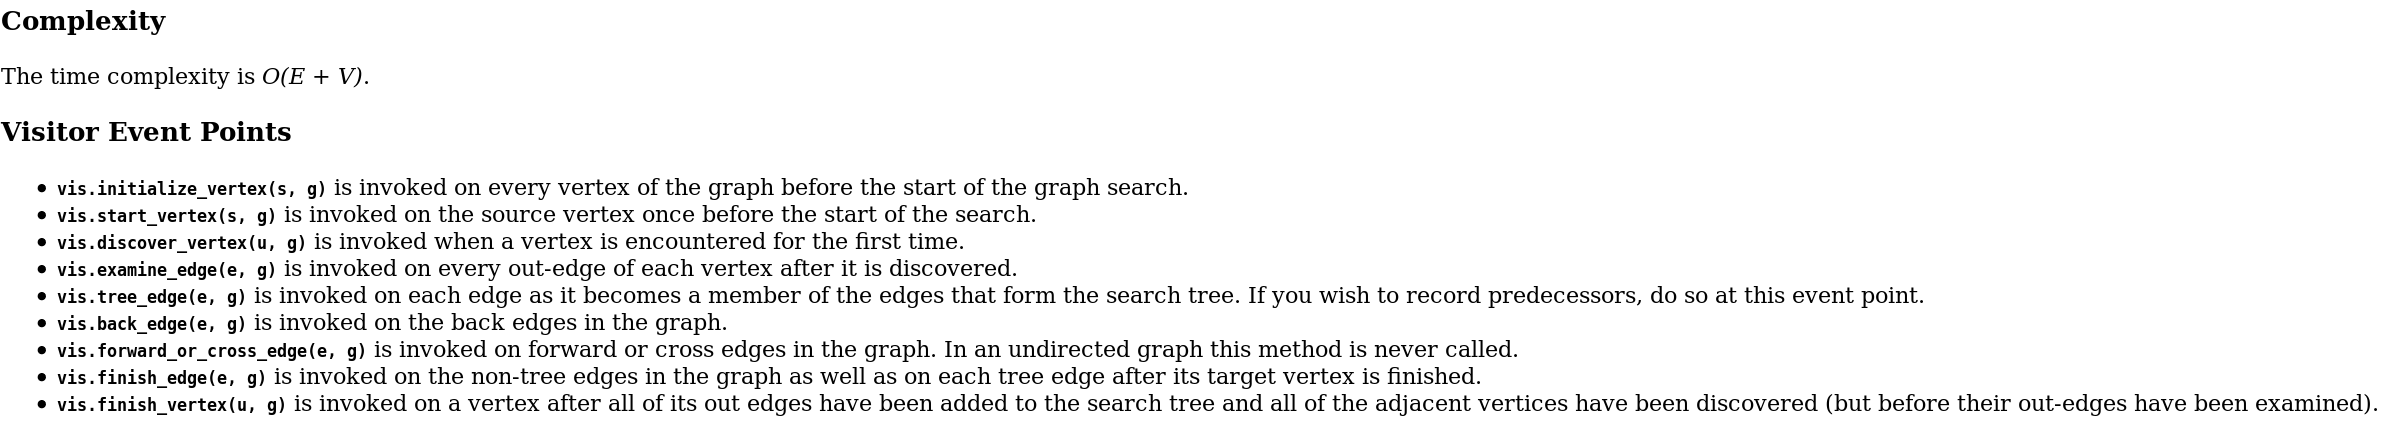 Complexity
The time complexity is O(E + V).
Visitor Event Points
• vis.initialize_vertex(s, g) is invoked on every vertex of the graph before the start of the graph search.
• vis.start_vertex(s, g) is invoked on the source vertex once before the start of the search.
• vis.discover_vertex(u, g) is invoked when a vertex is encountered for the first time.
• vis.examine_edge(e, g) is invoked on every out-edge of each vertex after it is discovered.
• vis.tree_edge(e, g) is invoked on each edge as it becomes a member of the edges that form the search tree. If you wish to record predecessors, do so at this event point.
• vis.back_edge(e, g) is invoked on the back edges in the graph.
• vis.forward_or_cross_edge(e, g) is invoked on forward or cross edges in the graph. In an undirected graph this method is never called.
• vis.finish_edge(e, g) is invoked on the non-tree edges in the graph as well as on each tree edge after its target vertex is finished.
• vis.finish_vertex(u, g) is invoked on a vertex after all of its out edges have been added to the search tree and all of the adjacent vertices have been discovered (but before their out-edges have been examined).